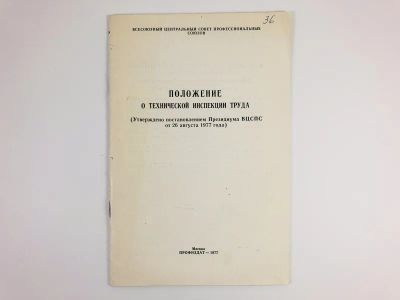 36
ВСЕСОЮЗНЫЙ ЦЕНТРАЛЬНЫЙ СОВЕТ ПРОФЕССИОНАЛЬНЫХ
СОЮЗОВ
ПОЛОЖЕНИЕ
О ТЕХНИЧЕСКОЙ ИНСПЕКЦИИ ТРУДА
(Утверждено постановлением Президиума ВЦСПС
от 26 августа 1977 года)
Москва
ПРОФИЗДАТ — 1977